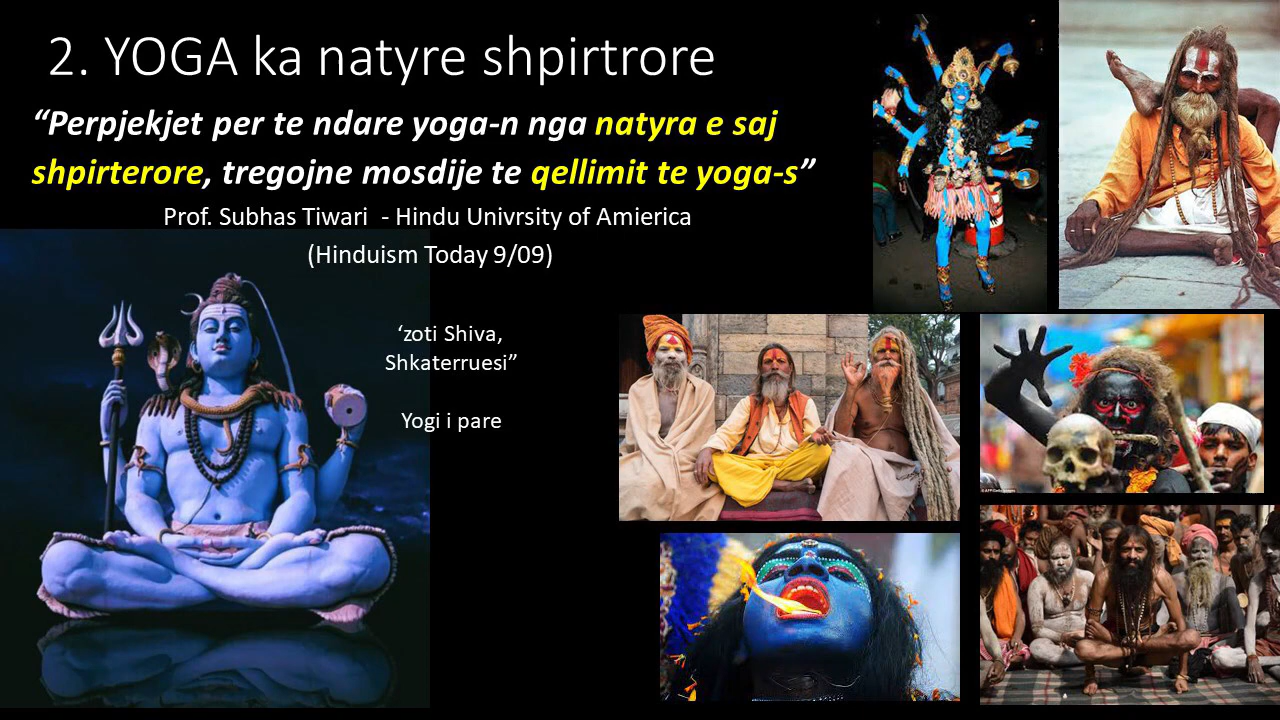 2. YOGA ka natyre shpirtrore
“Perpjekjet per te ndare yoga-n nga natyra e saj
shpirterore, tregojne mosdije te qellimit te yoga-s”
Prof. Subhas Tiwari - Hindu Univrsity of Amierica
(Hinduism Today 9/09)
‘zoti Shiva,
Shkaterruesi”
Yogi i pare